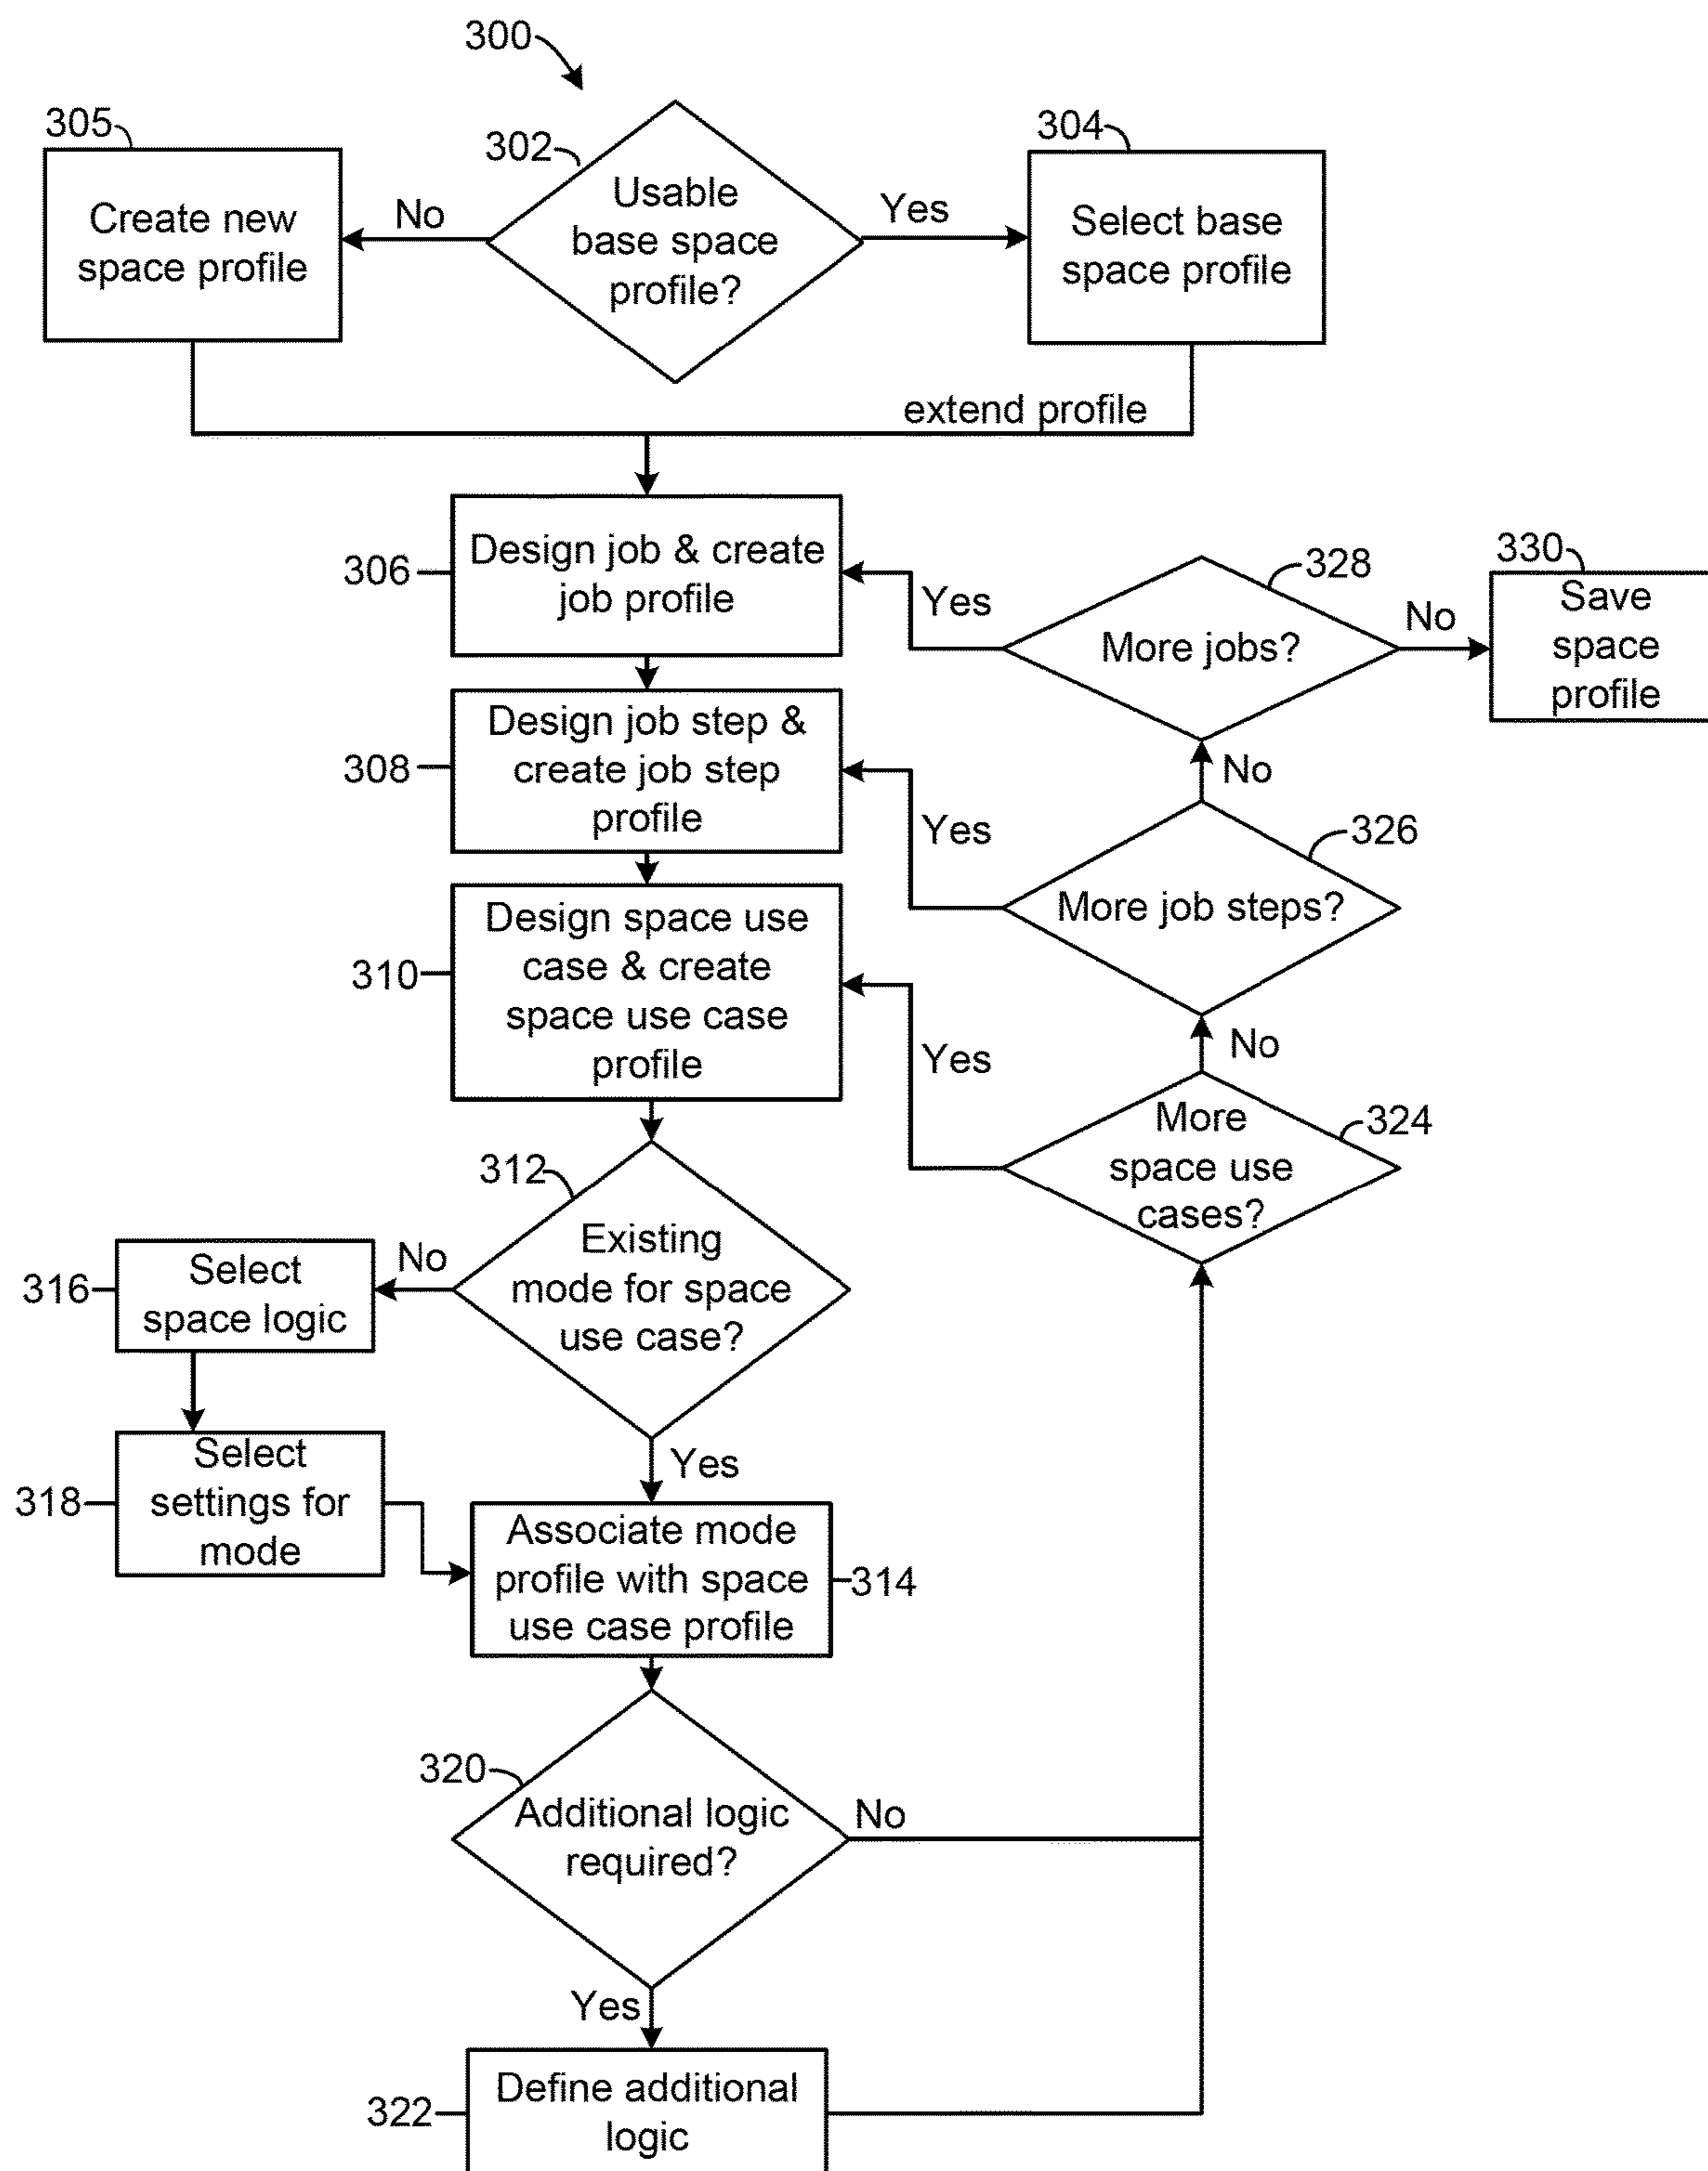 300
305
302
304
Create new
space profile
No
Usable
base space
profile?
Yes
Select base
space profile
extend profile
306
Design job & create
job profile
Yes
328
More jobs?
No
330
Save
space
profile
308
Design job step &
create job step
profile
Yes
No
326
More job steps?
310
Design space use
case & create
space use case
profile
Yes
No
324
More
space use
cases?
312
Existing
mode for space
use case?
No
316
Select
space logic
Yes
318
Select
settings for
mode
Associate mode
profile with space
use case profile
314
320
Additional logic
required?
No
Yes
322
Define additional
logic